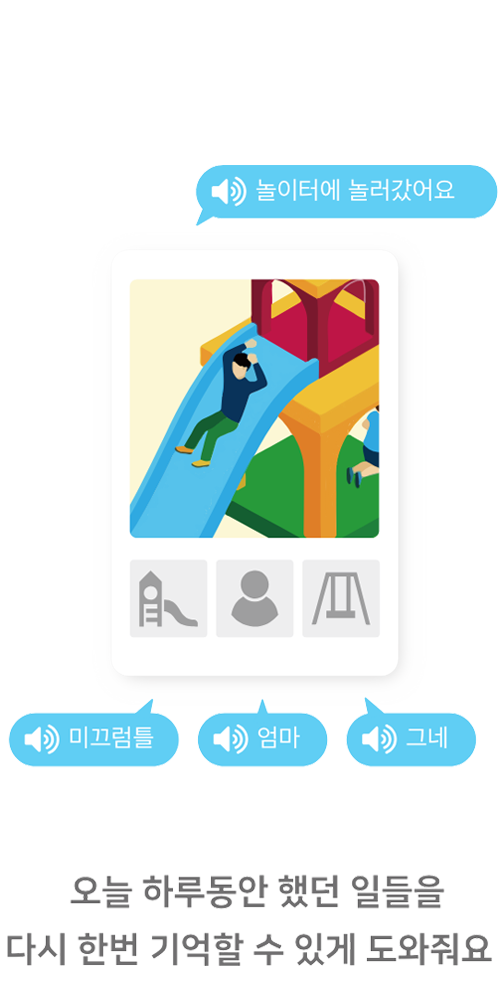 놀이터에 놀러갔어요
미끄럼틀
엄마
그네
오늘 하루동안 했던 일들을
다시 한번 기억할 수 있게 도와줘요